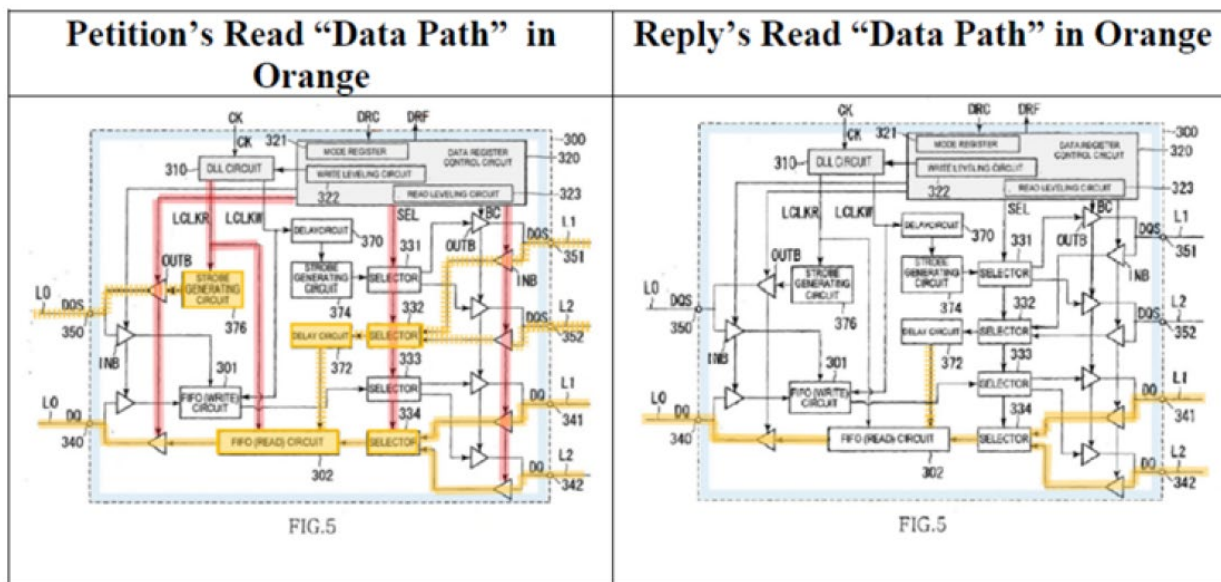 Petition's Read “Data Path” in
Orange
Reply's Read “Data Path” in Orange
CK
DRC
DRF
321
CK
MODE REGISTER
DATA REGISTER
CONTROL CIRCUIT
300
320
310
DLL CIRCUIT
WRITE LEVELING CIRCUIT
322
READ LEVELING CIRCUIT
323
LCLKR
LCLKW
SEL
BC
DQS
L1
DELAY CIRCUIT
370
331
OUTB
351
OUTB
STROBE
GENERATING
CIRCUIT
STROBE
GENERATING
CIRCUIT
SELECTOR
INB
L0
DQS
350
376
374
332
DQS
L2
352
DELAY CIRCUIT
SELECTOR
INB
301
372
333
FIFO (WRITE)
CIRCUIT
SELECTOR
DQ
L1
341
L0
DQ
340
334
FIFO (READ) CIRCUIT
SELECTOR
302
DQ
L2
342
FIG.5
CK
DRC
DRF
321
CK
MODE REGISTER
DATA REGISTER
CONTROL CIRCUIT
300
320
310
DLL CIRCUIT
WRITE LEVELING CIRCUIT
322
READ LEVELING CIRCUIT
323
LCLKR
LCLKW
SEL
BC
DQS
L1
DELAY CIRCUIT
370
331
OUTB
351
OUTB
STROBE
GENERATING
CIRCUIT
STROBE
GENERATING
CIRCUIT
SELECTOR
INB
L0
DQS
350
376
374
332
DQS
L2
352
DELAY CIRCUIT
SELECTOR
INB
301
372
333
FIFO (WRITE)
CIRCUIT
SELECTOR
DQ
L1
341
L0
DQ
340
334
FIFO (READ) CIRCUIT
SELECTOR
302
DQ
L2
342
FIG.5